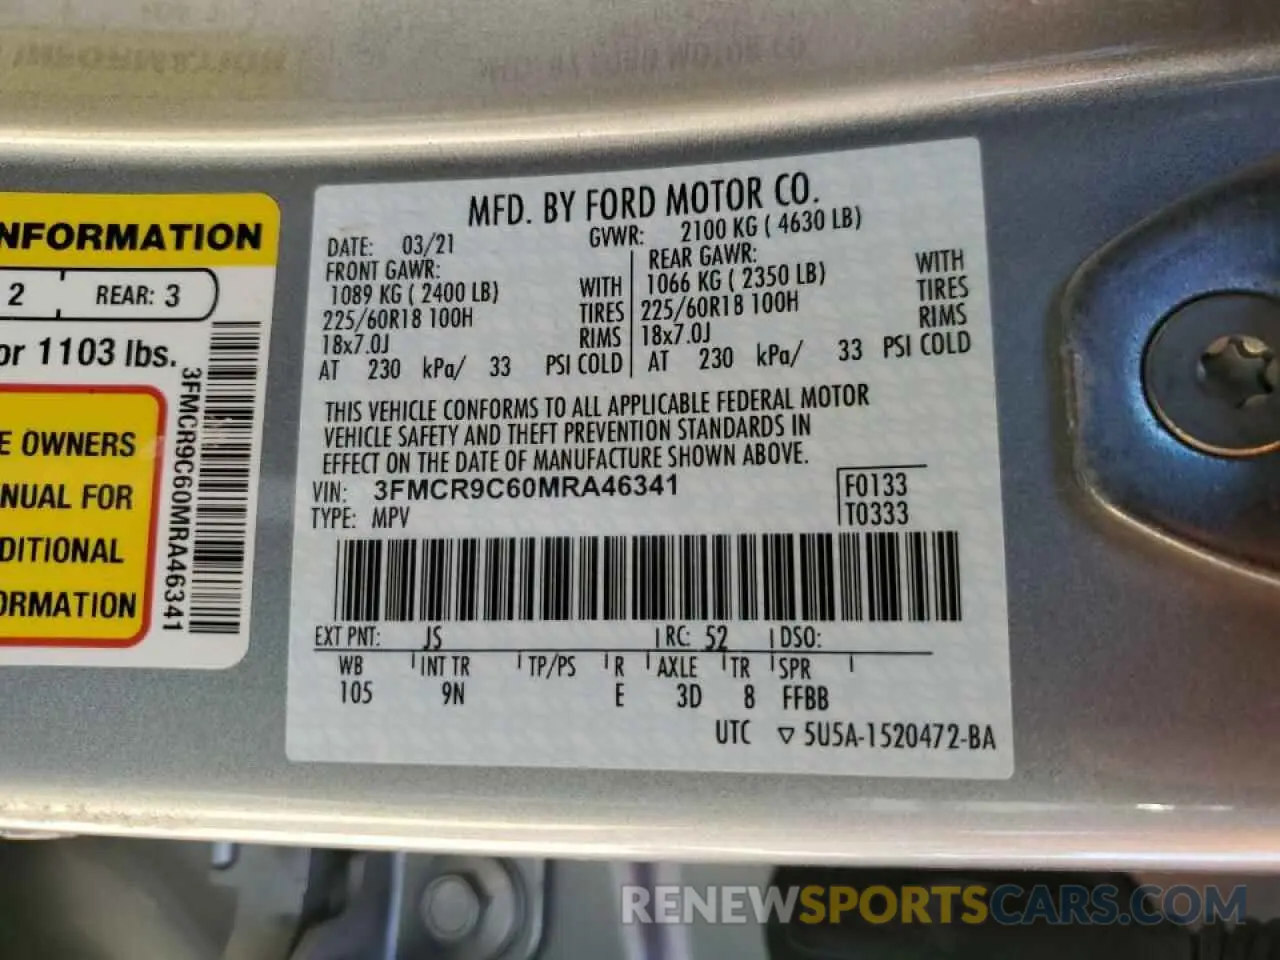 NFORMATION
2 REAR: 3
or 1103 lbs.
E OWNERS
NUAL FOR
DITIONAL
ORMATION
3FMCR9C60MRA46341
MFD. BY FORD MOTOR CO.
DATE: 03/21 GVWR: 2100 KG ( 4630 LB)
FRONT GAWR: REAR GAWR:
1089 KG ( 2400 LB) WITH 1066 KG ( 2350 LB) WITH
225/60R18 100H TIRES 225/60R18 100H TIRES
18x7.0J RIMS 18x7.0J RIMS
AT 230 kPa/ 33 PSI COLD AT 230 kPa/ 33 PSI COLD
THIS VEHICLE CONFORMS TO ALL APPLICABLE FEDERAL MOTOR
VEHICLE SAFETY AND THEFT PREVENTION STANDARDS IN
EFFECT ON THE DATE OF MANUFACTURE SHOWN ABOVE.
VIN: 3FMCR9C60MRA46341 F0133
TYPE: MPV T0333
EXT PNT: JS RC: 52 DSO:
WB INT TR TP/PS R AXLE TR SPR
105 9N E 3D 8 FFBB
UTC ▽ 5U5A-1520472-BA
RENEWSPORTSCARS.COM